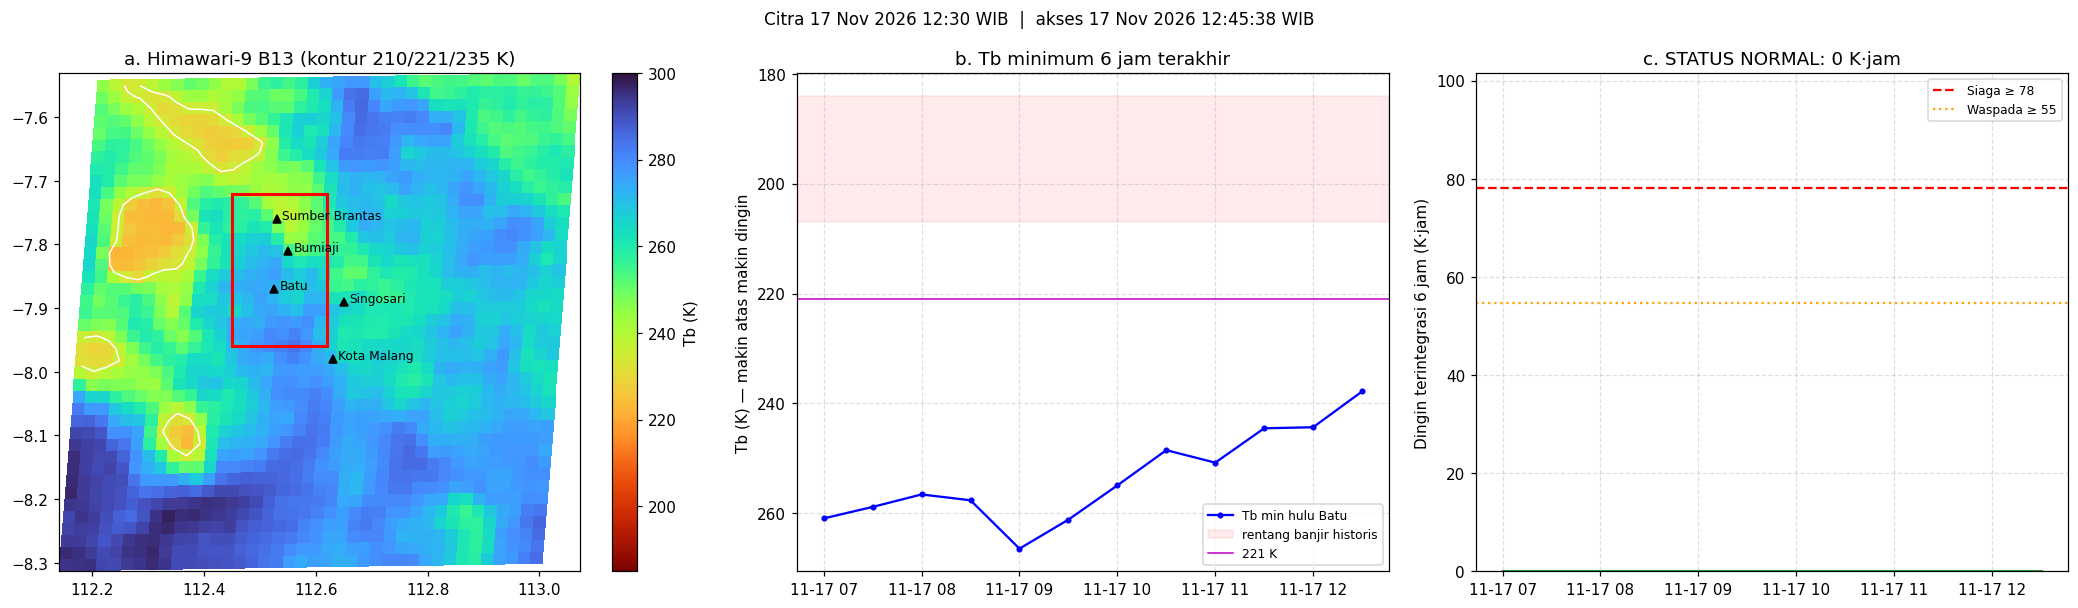 Citra 17 Nov 2026 12:30 WIB  |  akses 17 Nov 2026 12:45:38 WIB
a. Himawari-9 B13 (kontur 210/221/235 K)
−7.6
−7.7
−7.8
−7.9
−8.0
−8.1
−8.2
−8.3
112.2
112.4
112.6
112.8
113.0
Sumber Brantas
Bumiaji
Batu
Singosari
Kota Malang
300
280
260
240
220
200
Tb (K)
b. Tb minimum 6 jam terakhir
Tb (K) — makin atas makin dingin
180
200
220
240
260
11-17 07
11-17 08
11-17 09
11-17 10
11-17 11
11-17 12
Tb min hulu Batu
rentang banjir historis
221 K
c. STATUS NORMAL: 0 K·jam
Dingin terintegrasi 6 jam (K·jam)
100
80
60
40
20
0
11-17 07
11-17 08
11-17 09
11-17 10
11-17 11
11-17 12
Siaga ≥ 78
Waspada ≥ 55